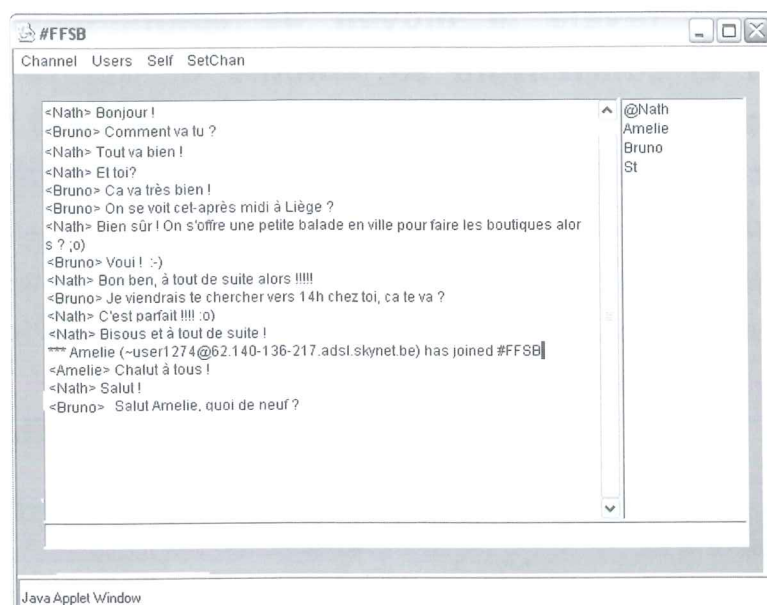 #FFSB
Channel Users Self SetChan
<Nath> Bonjour !
<Bruno> Comment va tu ?
<Nath> Tout va bien !
<Nath> Et toi?
<Bruno> Ca va très bien !
<Bruno> On se voit cet-après midi à Liège ?
<Nath> Bien sûr ! On s'offre une petite balade en ville pour faire les boutiques alor
s ? ;o)
<Bruno> Voui ! :-)
<Nath> Bon ben, à tout de suite alors !!!!!
<Bruno> Je viendrais te chercher vers 14h chez toi, ca te va ?
<Nath> C'est parfait !!!! :o)
<Nath> Bisous et à tout de suite !
*** Amelie (~user1274@62.140-136-217.adsl.skynet.be) has joined #FFSB
<Amelie> Chalut à tous !
<Nath> Salut !
<Bruno> Salut Amelie, quoi de neuf ?
@Nath
Amelie
Bruno
St
Java Applet Window